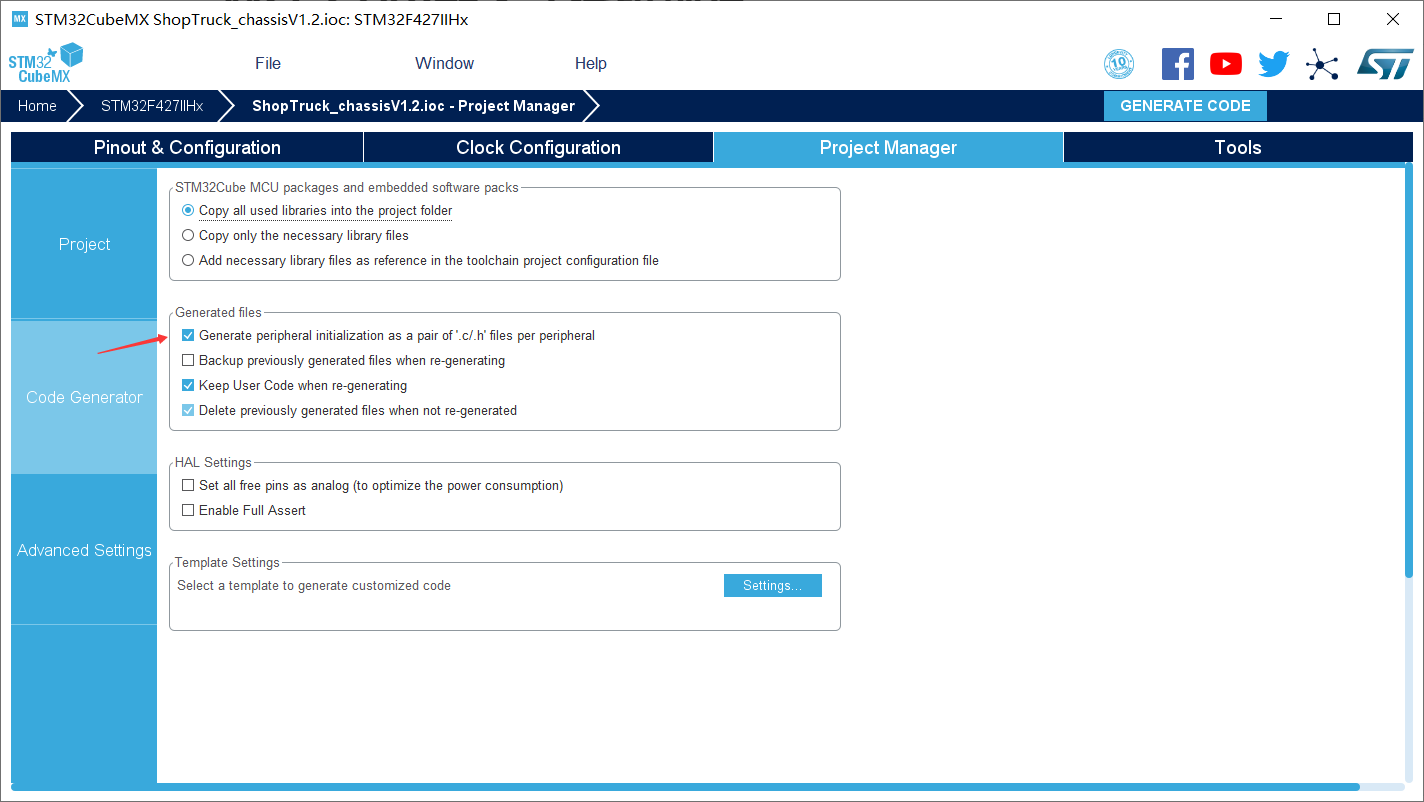 MX STM32CubeMX ShopTruck_chassisV1.2.ioc: STM32F427IIHx
STM32
CubeMX
File
Window
Help
10
Home
STM32F427IIHx
ShopTruck_chassisV1.2.ioc - Project Manager
GENERATE CODE
Pinout & Configuration
Clock Configuration
Project Manager
Tools
Project
Code Generator
Advanced Settings
STM32Cube MCU packages and embedded software packs
Copy all used libraries into the project folder
Copy only the necessary library files
Add necessary library files as reference in the toolchain project configuration file
Generated files
Generate peripheral initialization as a pair of '.c/.h' files per peripheral
Backup previously generated files when re-generating
Keep User Code when re-generating
Delete previously generated files when not re-generated
HAL Settings
Set all free pins as analog (to optimize the power consumption)
Enable Full Assert
Template Settings
Select a template to generate customized code
Settings...